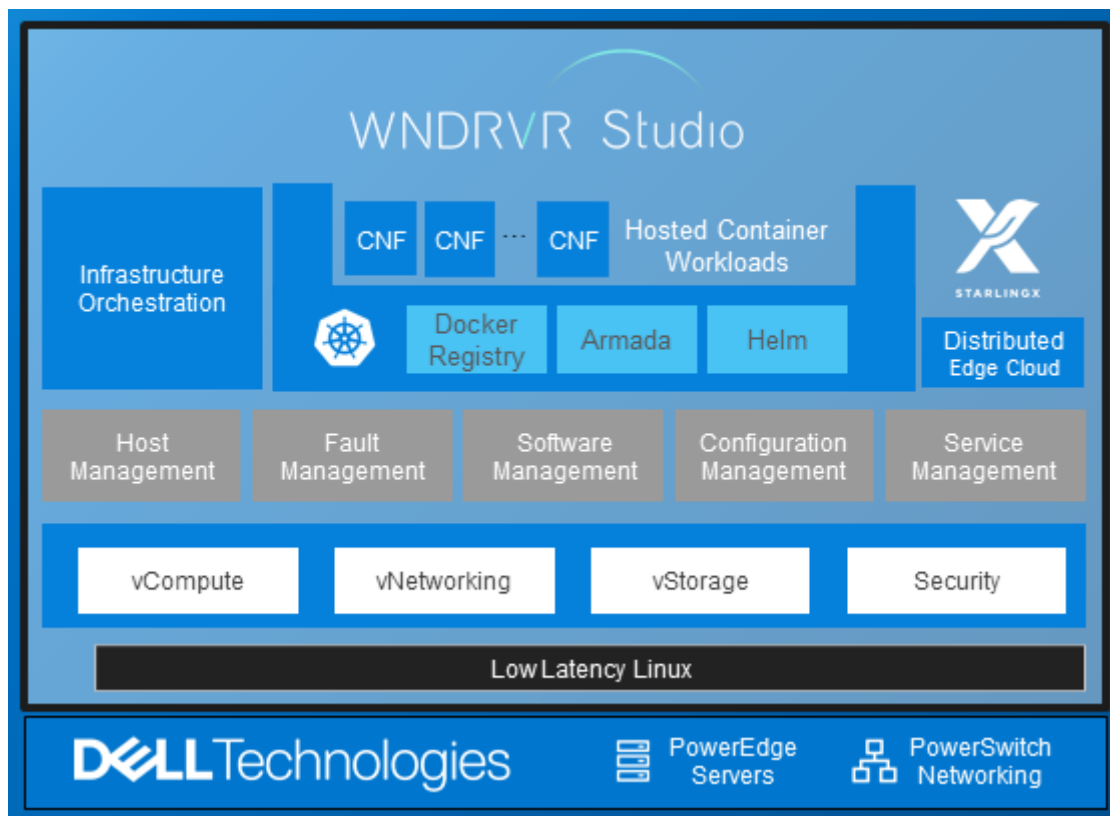 WNDRVR Studio
Infrastructure
Orchestration
CNF
CNF
...
CNF
Hosted Container
Workloads
Docker
Registry
Armada
Helm
STARLINGX
Distributed
Edge Cloud
Host
Management
Fault
Management
Software
Management
Configuration
Management
Service
Management
vCompute
vNetworking
vStorage
Security
Low Latency Linux
DELL Technologies
PowerEdge
Servers
PowerSwitch
Networking